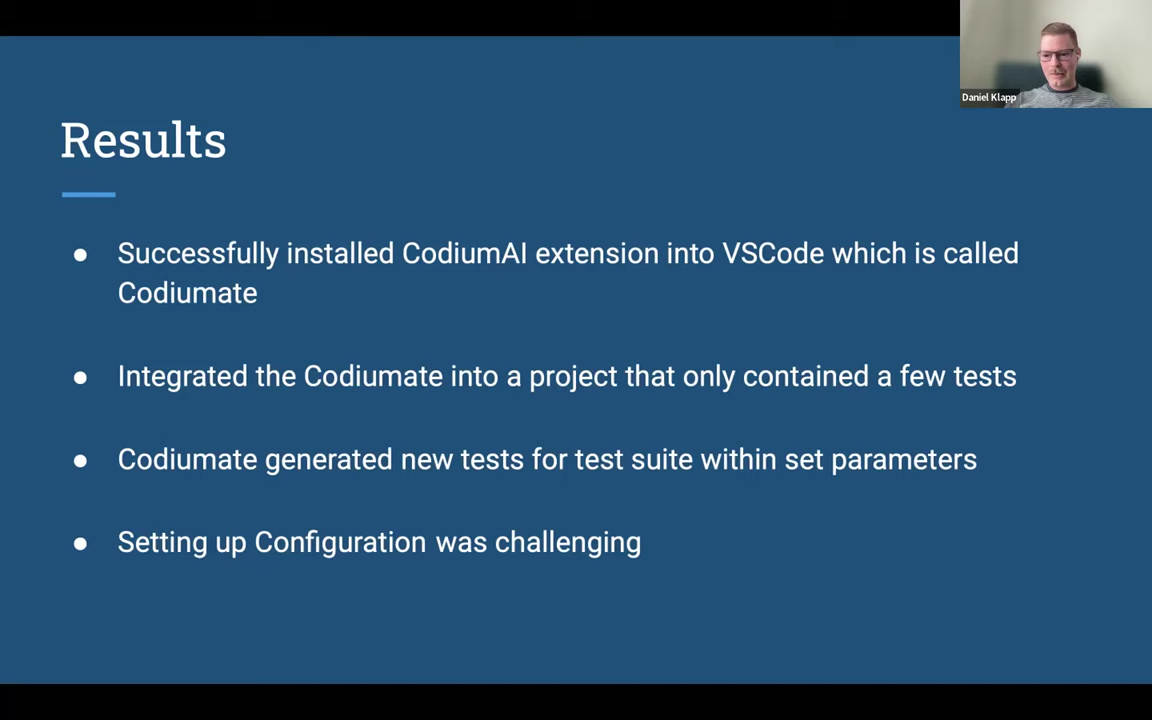 Daniel Klapp
Results
● Successfully installed CodiumAI extension into VSCode which is called
Codiumate
● Integrated the Codiumate into a project that only contained a few tests
● Codiumate generated new tests for test suite within set parameters
● Setting up Configuration was challenging